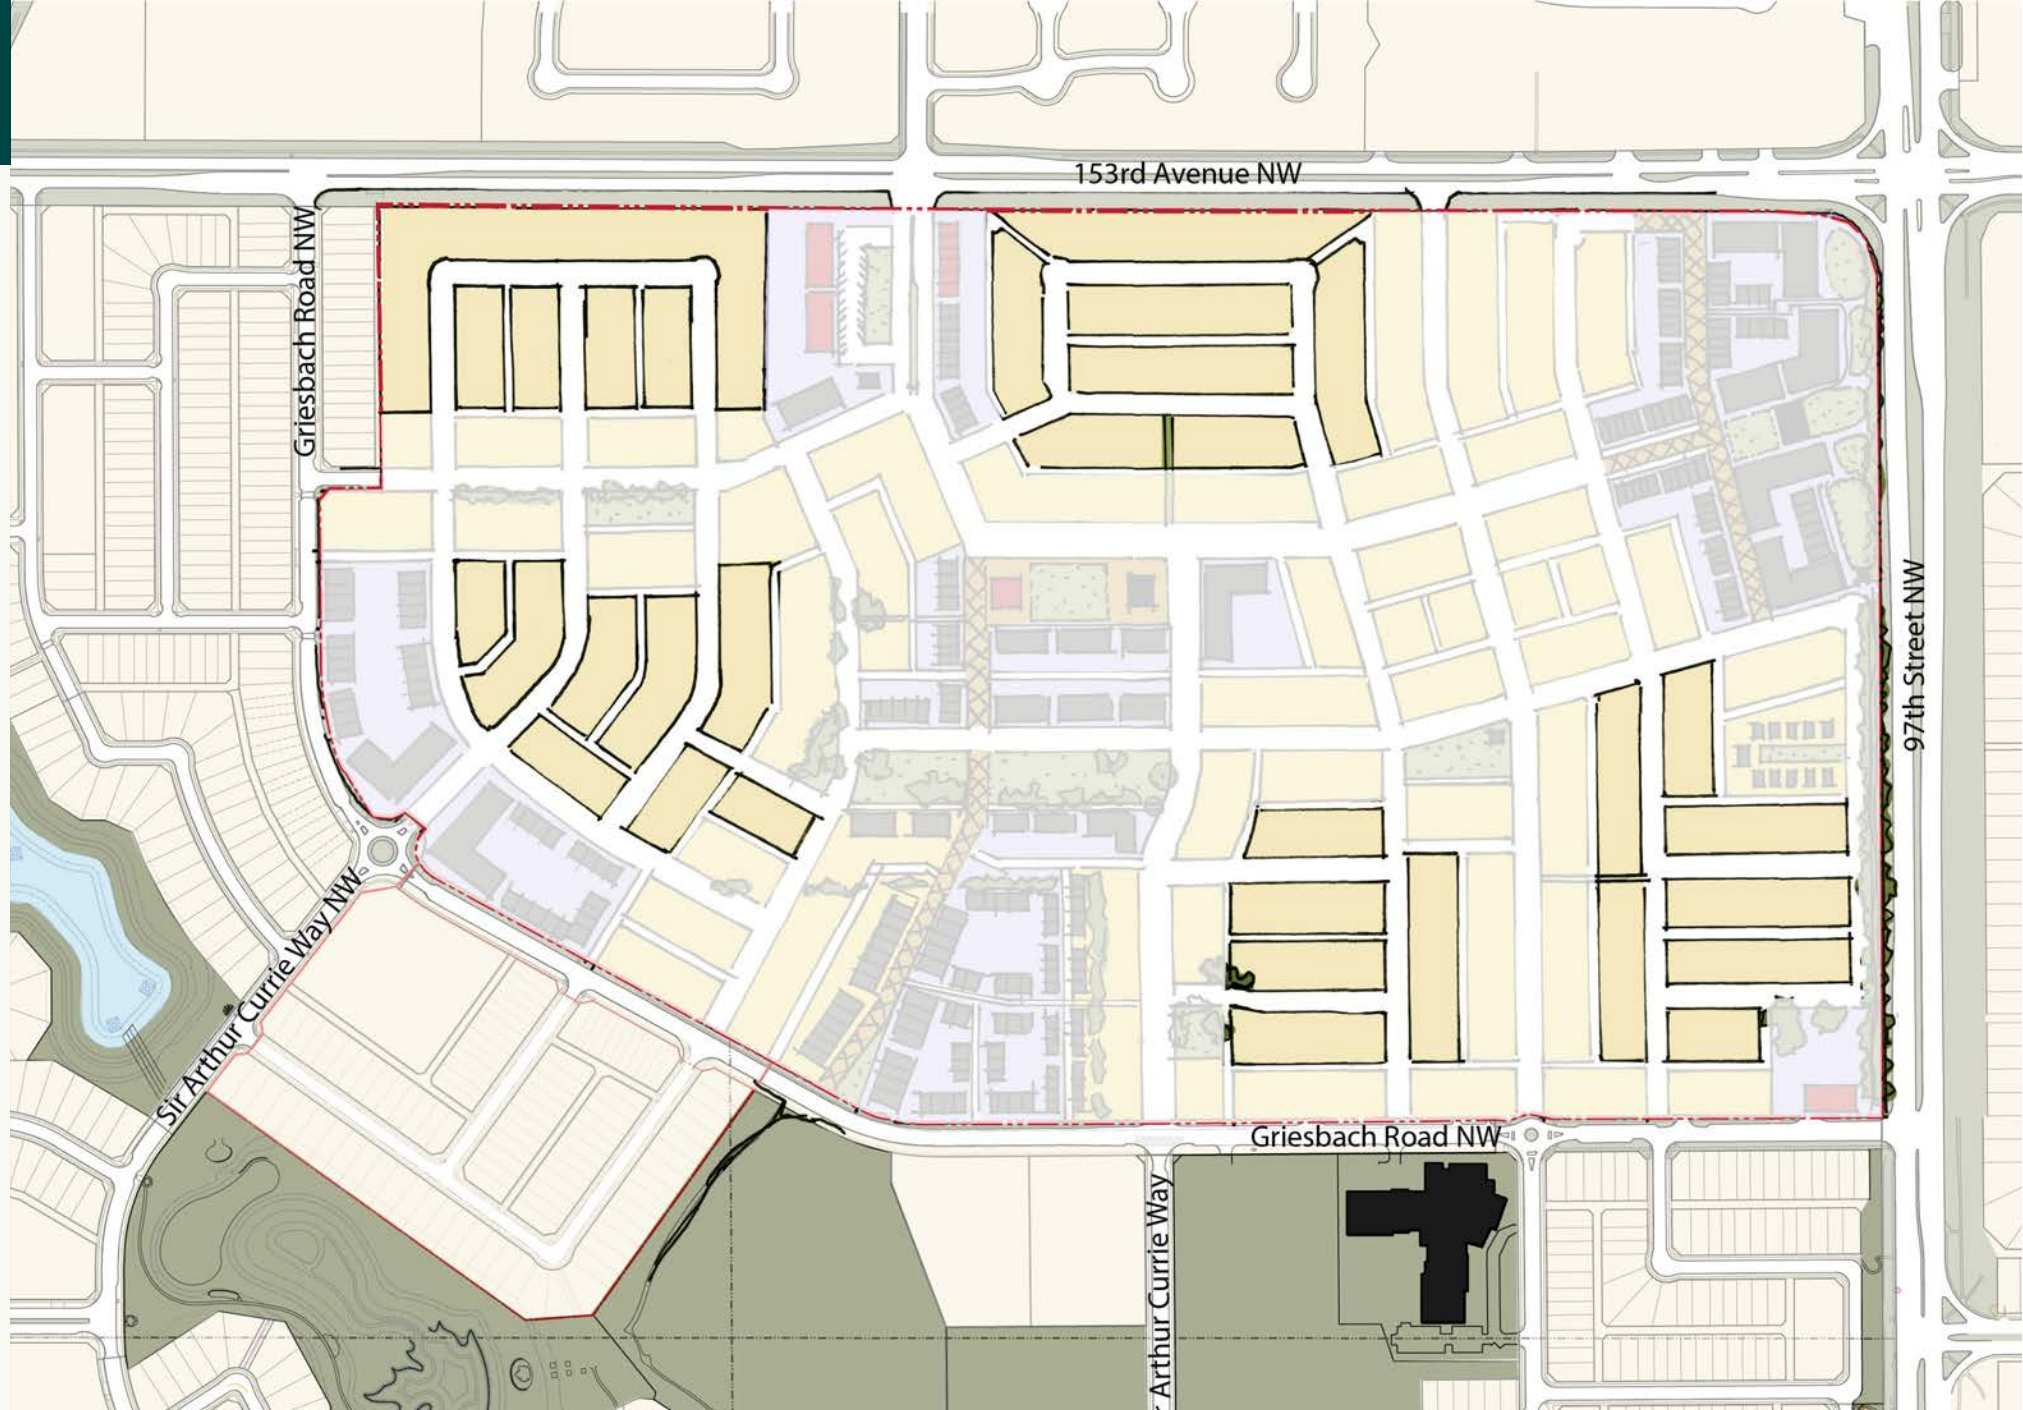 153rd Avenue NW
Griesbach Road NW
97th Street NW
Sir Arthur Currie Way NW
Griesbach Road NW
Arthur Currie Way